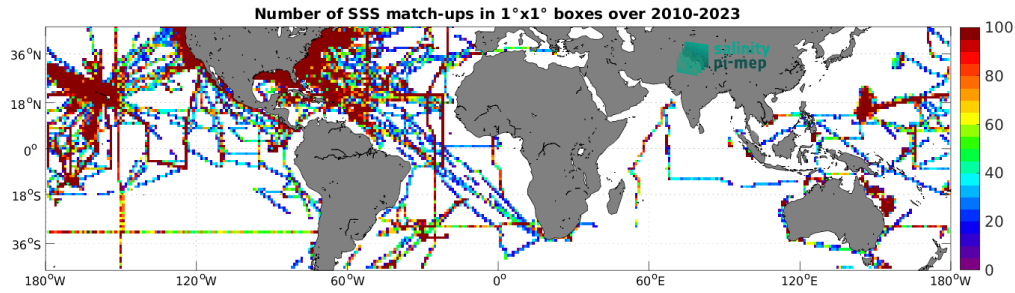 Number of SSS match-ups in 1°x1° boxes over 2010-2023
salinity
pi-mep
36°N
18°N
0°
18°S
36°S
180°W
120°W
60°W
0°
60°E
120°E
180°E
100
80
60
40
20
0